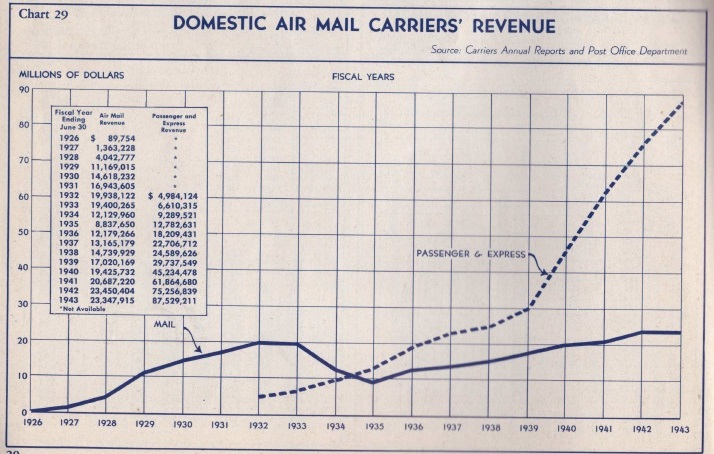 Chart 29
DOMESTIC AIR MAIL CARRIERS' REVENUE
Source: Carriers Annual Reports and Post Office Department
MILLIONS OF DOLLARS
FISCAL YEARS
90
80
70
60
50
40
30
20
10
0
Fiscal Year Ending June 30 Air Mail Revenue Passenger and Express Revenue
1926 $ 89,754 *
1927 1,363,228 *
1928 4,042,777 *
1929 11,169,015 *
1930 14,618,232 *
1931 16,943,605 *
1932 19,938,122 $ 4,984,124
1933 19,400,265 6,610,315
1934 12,129,960 9,289,521
1935 8,837,650 12,782,631
1936 12,179,266 18,209,431
1937 13,165,179 22,706,712
1938 14,739,929 24,589,626
1939 17,020,169 29,737,549
1940 19,425,732 45,234,478
1941 20,687,220 61,864,680
1942 23,450,404 75,256,839
1943 23,347,915 87,529,211
*Not Available
PASSENGER & EXPRESS
MAIL
1926 1927 1928 1929 1930 1931 1932 1933 1934 1935 1936 1937 1938 1939 1940 1941 1942 1943